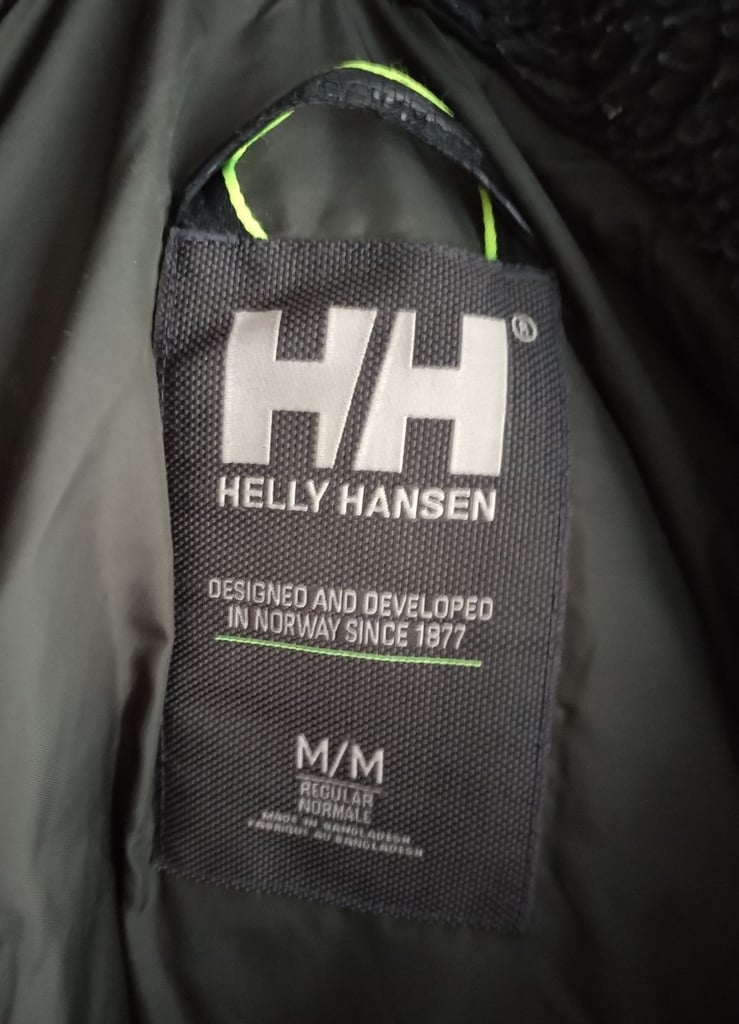 HH®
HELLY HANSEN
DESIGNED AND DEVELOPED
IN NORWAY SINCE 1877
M/M
REGULAR
NORMALE
MADE IN BANGLADESH
FABRIQUÉ AU BANGLADESH